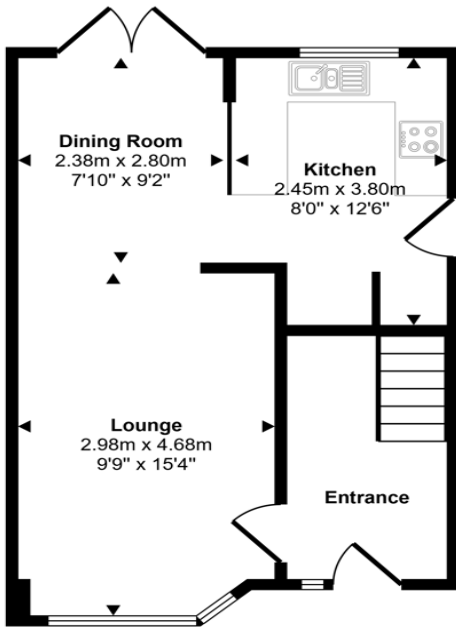 Dining Room
2.38m x 2.80m
7'10" x 9'2"
Kitchen
2.45m x 3.80m
8'0" x 12'6"
Lounge
2.98m x 4.68m
9'9" x 15'4"
Entrance